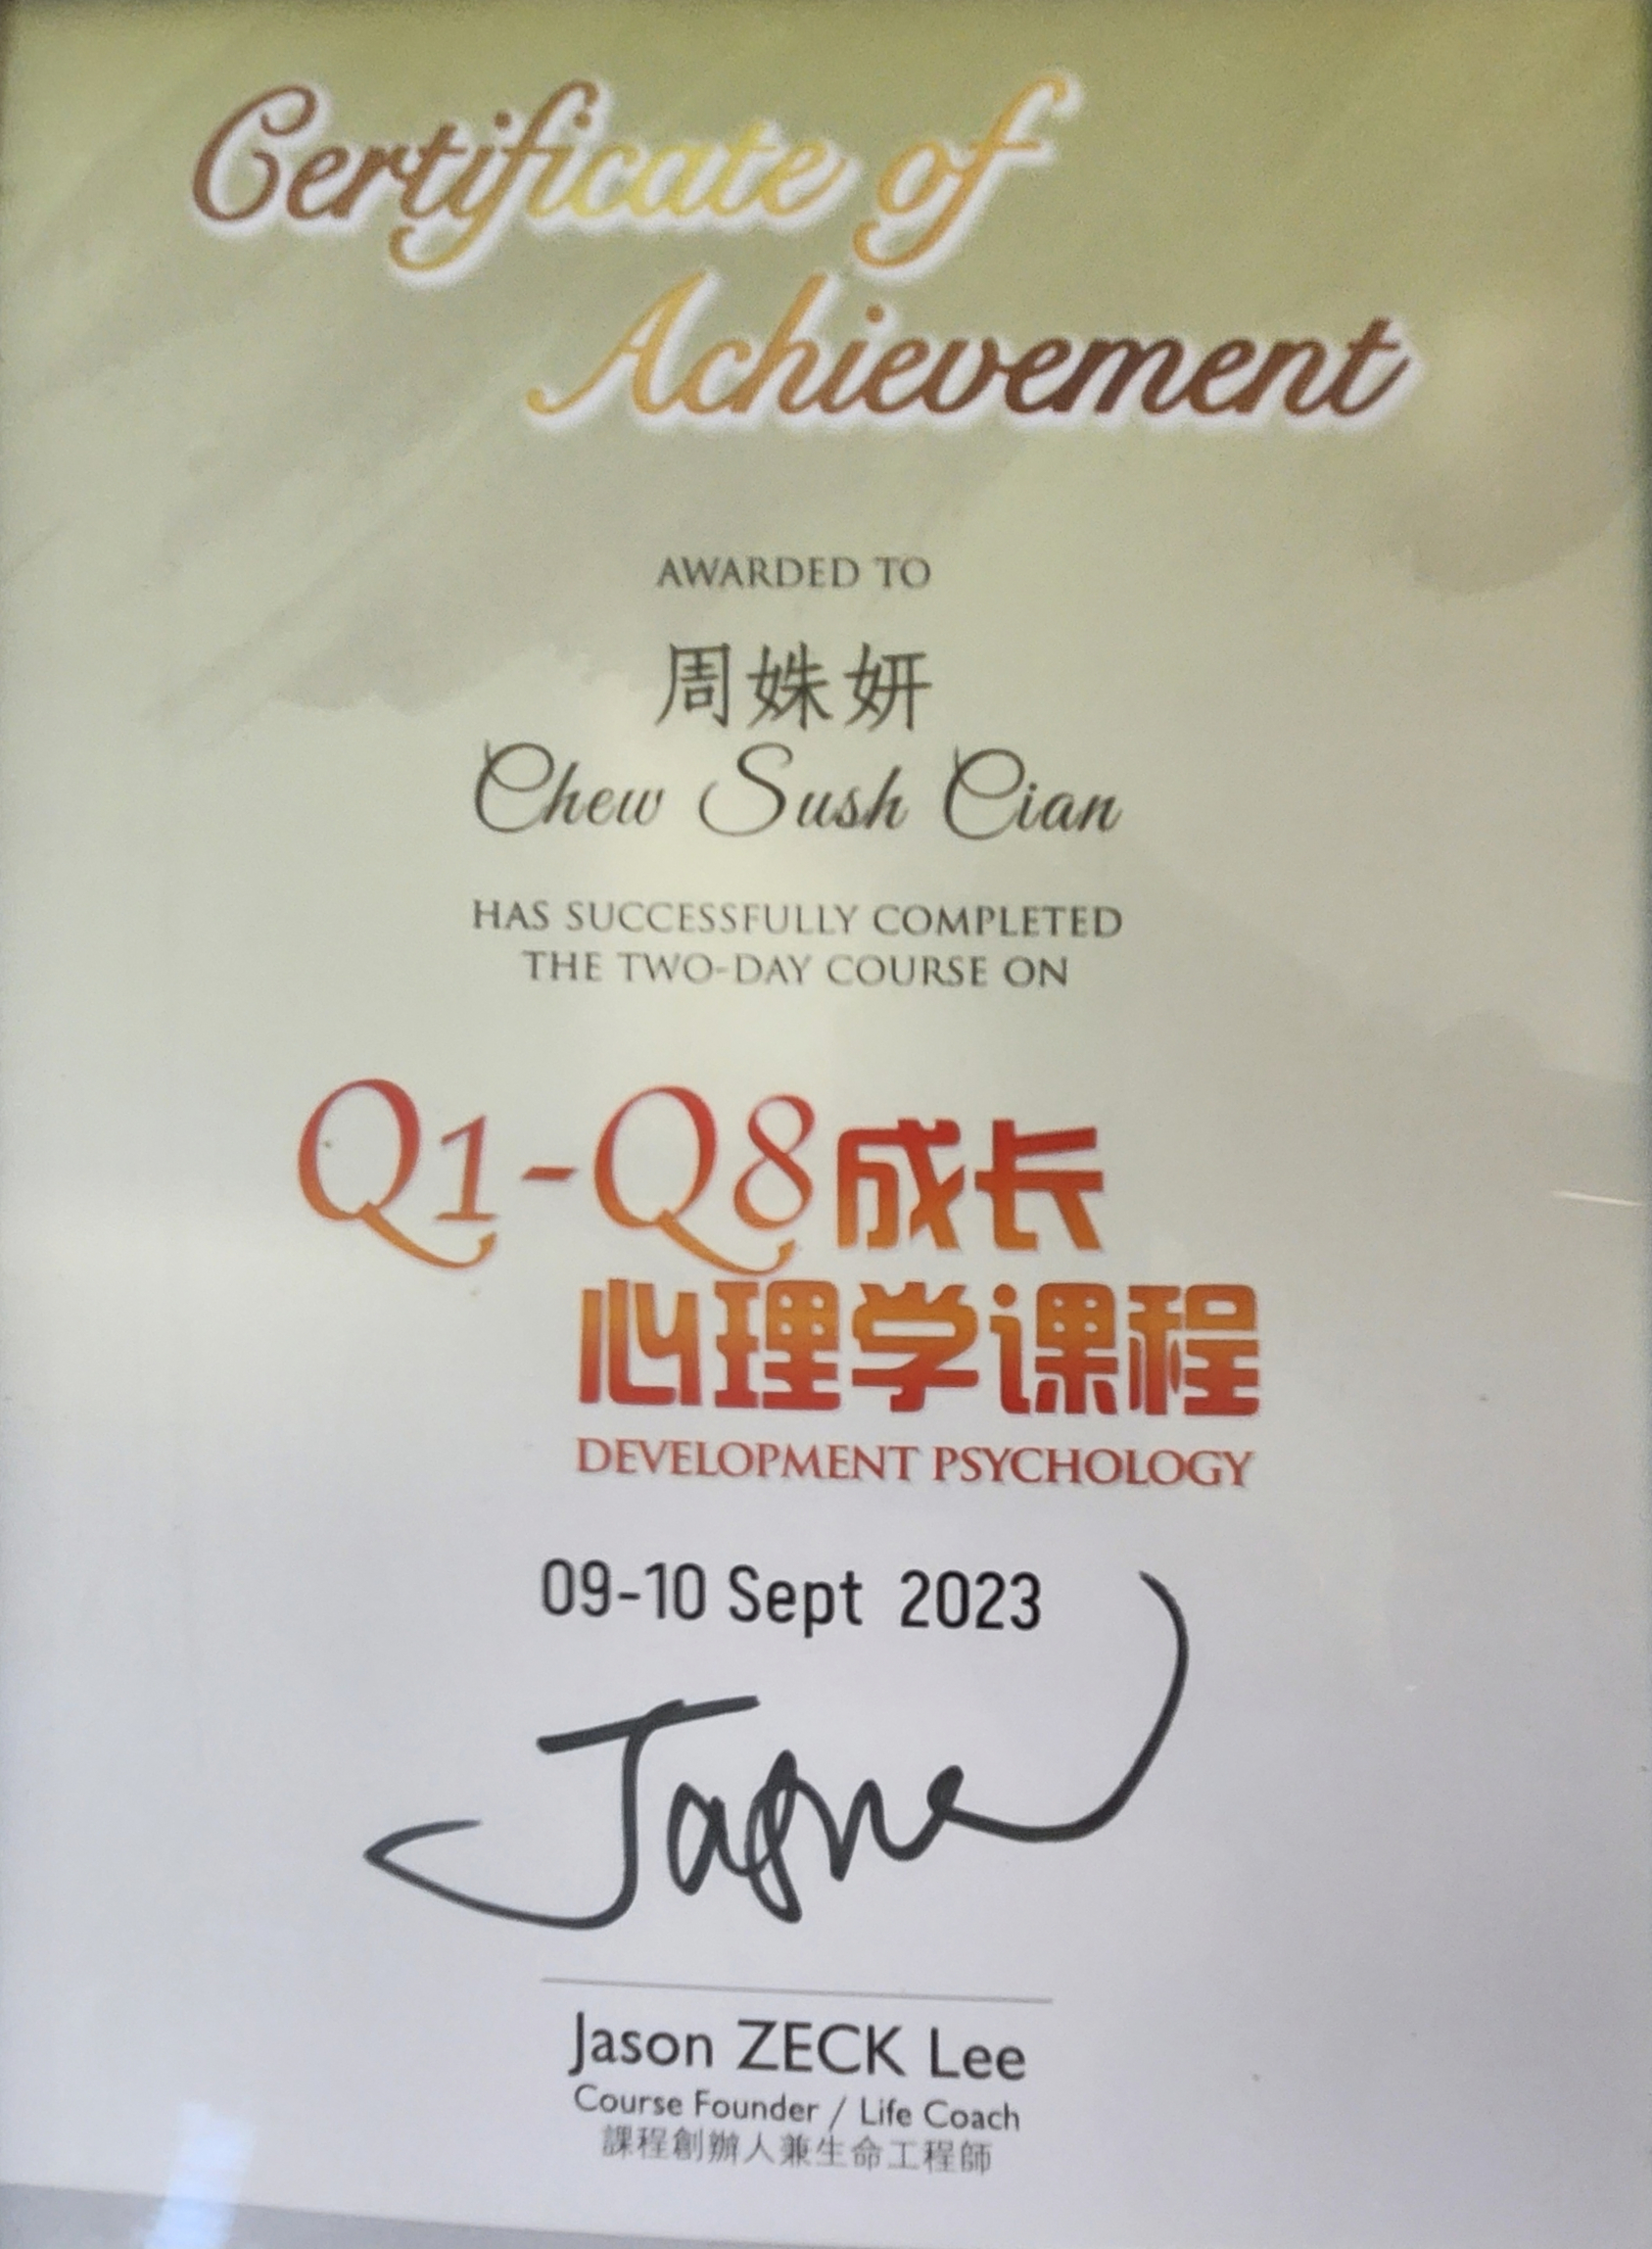 Certificate of
Achievement
AWARDED TO
周姝妍
Chew Sush Cian
HAS SUCCESSFULLY COMPLETED
THE TWO-DAY COURSE ON
Q1-Q8成长
心理学课程
DEVELOPMENT PSYCHOLOGY
09-10 Sept 2023
Jason ZECK Lee
Course Founder / Life Coach
課程創辦人兼生命工程師